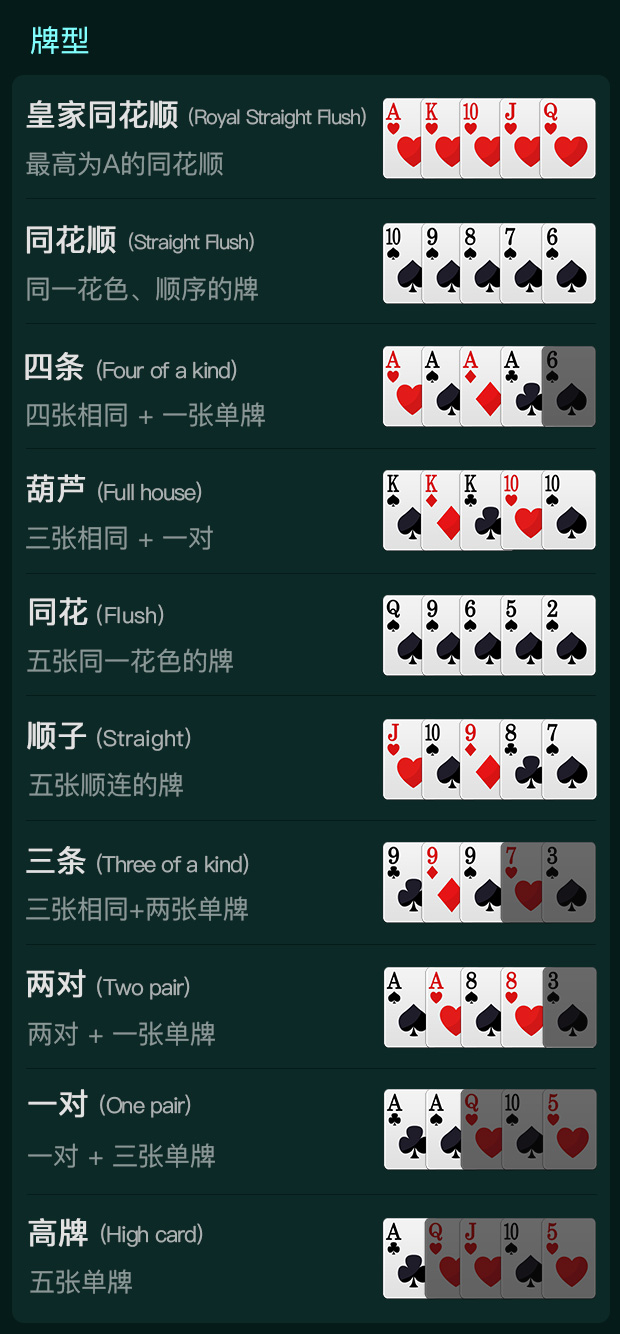 牌型
皇家同花顺 (Royal Straight Flush)
A K 10 J Q
最高为A的同花顺
同花顺 (Straight Flush)
10 9 8 7 6
同一花色、顺序的牌
四条 (Four of a kind)
A A A A 6
四张相同 + 一张单牌
葫芦 (Full house)
K K K 10 10
三张相同 + 一对
同花 (Flush)
Q 9 6 5 2
五张同一花色的牌
顺子 (Straight)
J 10 9 8 7
五张顺连的牌
三条 (Three of a kind)
9 9 9 7 3
三张相同+两张单牌
两对 (Two pair)
A A 8 8 3
两对 + 一张单牌
一对 (One pair)
A A Q 10 5
一对 + 三张单牌
高牌 (High card)
A Q J 10 5
五张单牌